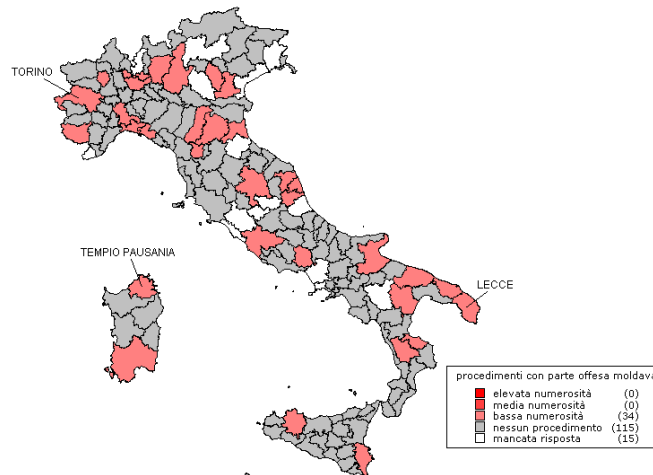 TORINO
TEMPIO PAUSANIA
LECCE
procedimenti con parte offesa moldava
elevata numerosità (0)
media numerosità (0)
bassa numerosità (34)
nessun procedimento (115)
mancata risposta (15)